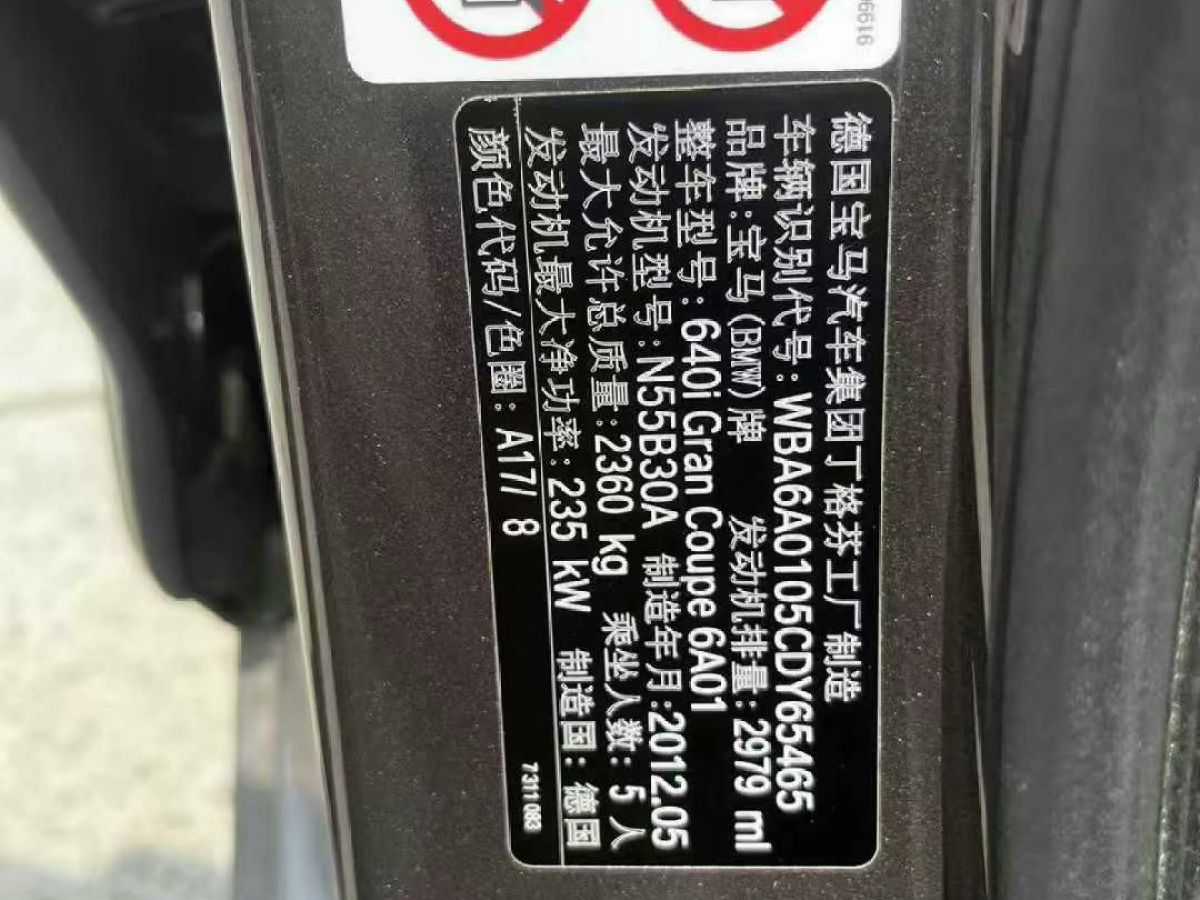 德国宝马汽车集团丁格芬工厂制造
车辆识别代号: WBA6A0105CDY65465
品牌:宝马(BMW)牌 发动机排量:2979 ml
整车型号:640i Gran Coupe 6A01
发动机型号:N55B30A 制造年月:2012.05
最大允许总质量:2360 kg 乘坐人数: 5 人
发动机最大净功率:235 kW 制造国: 德国
颜色代码/色圈: A17/ 8
7311 083